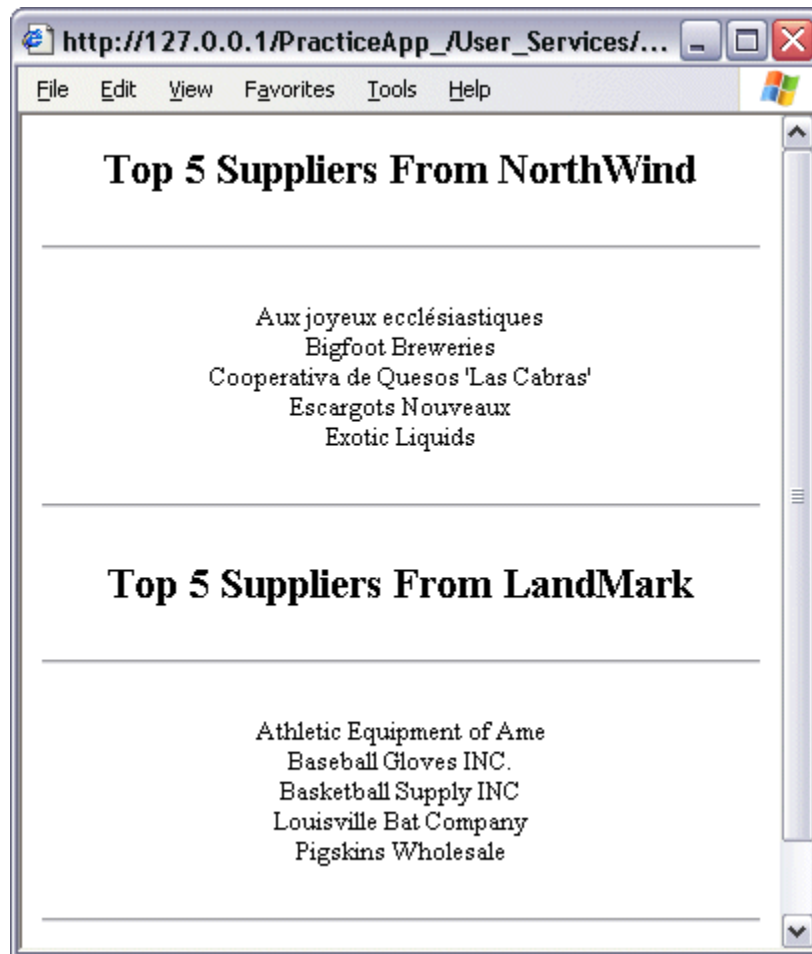 http://127.0.0.1/PracticeApp_/User_Services/...
File Edit View Favorites Tools Help
Top 5 Suppliers From NorthWind
Aux joyeux ecclésiastiques
Bigfoot Breweries
Cooperativa de Quesos 'Las Cabras'
Escargots Nouveaux
Exotic Liquids
Top 5 Suppliers From LandMark
Athletic Equipment of Ame
Baseball Gloves INC.
Basketball Supply INC
Louisville Bat Company
Pigskins Wholesale